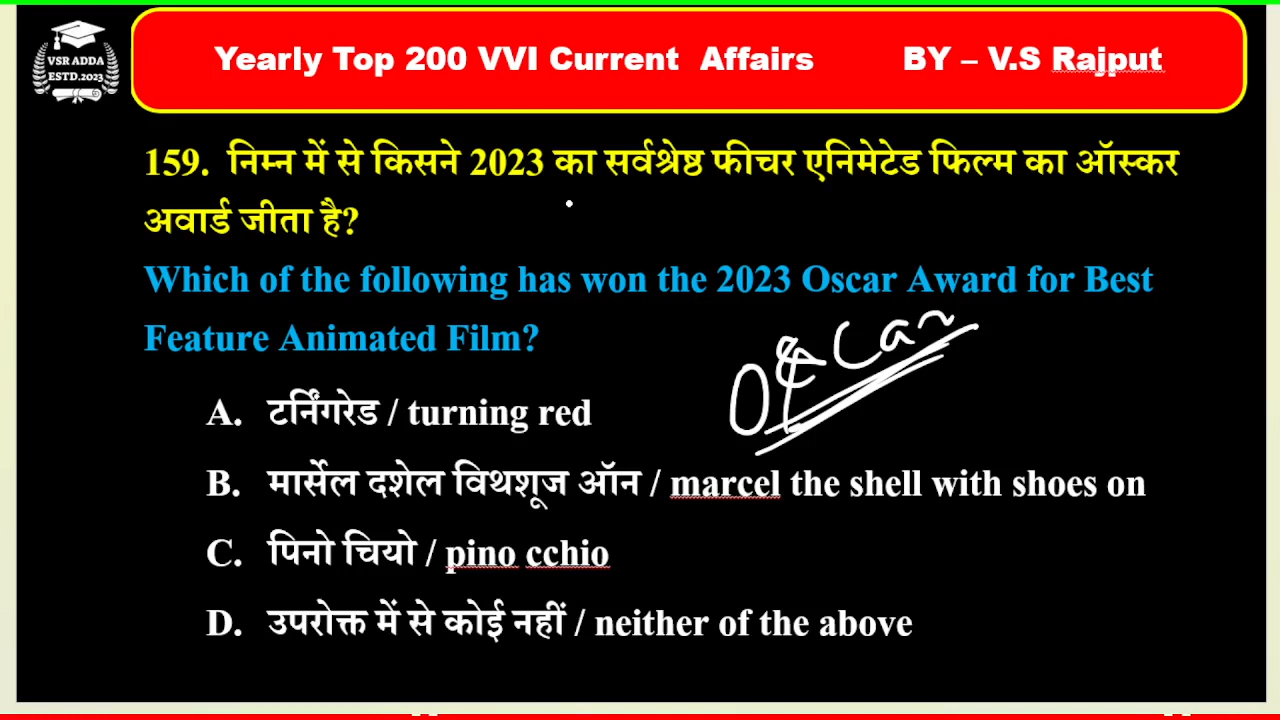 VSR ADDA
ESTD.2023
Yearly Top 200 VVI Current Affairs BY – V.S Rajput
159. निम्न में से किसने 2023 का सर्वश्रेष्ठ फीचर एनिमेटेड फिल्म का ऑस्कर
अवार्ड जीता है?
Which of the following has won the 2023 Oscar Award for Best
Feature Animated Film?
Oscar
A. टर्निंगरेड / turning red
B. मार्सेल दशेल विथशूज ऑन / marcel the shell with shoes on
C. पिनो चियो / pino cchio
D. उपरोक्त में से कोई नहीं / neither of the above